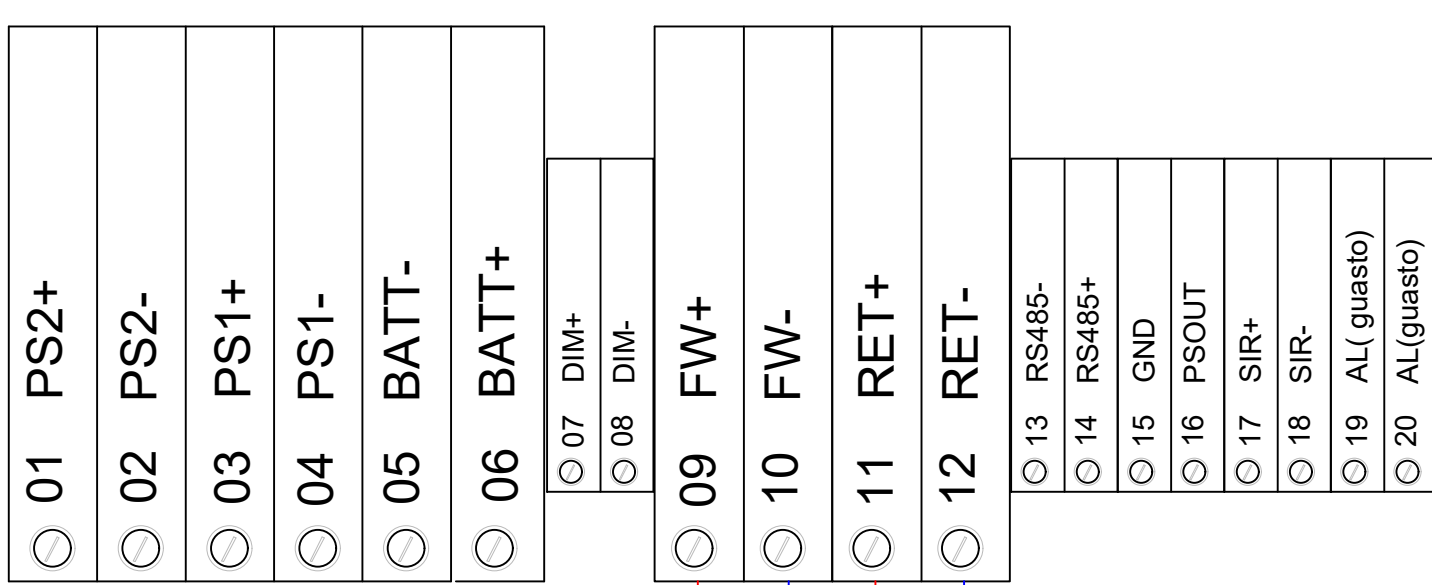 01 PS2+
02 PS2-
03 PS1+
04 PS1-
05 BATT-
06 BATT+
07 DIM+
08 DIM-
09 FW+
10 FW-
11 RET+
12 RET-
13 RS485-
14 RS485+
15 GND
16 PSOUT
17 SIR+
18 SIR-
19 AL( guasto)
20 AL(guasto)